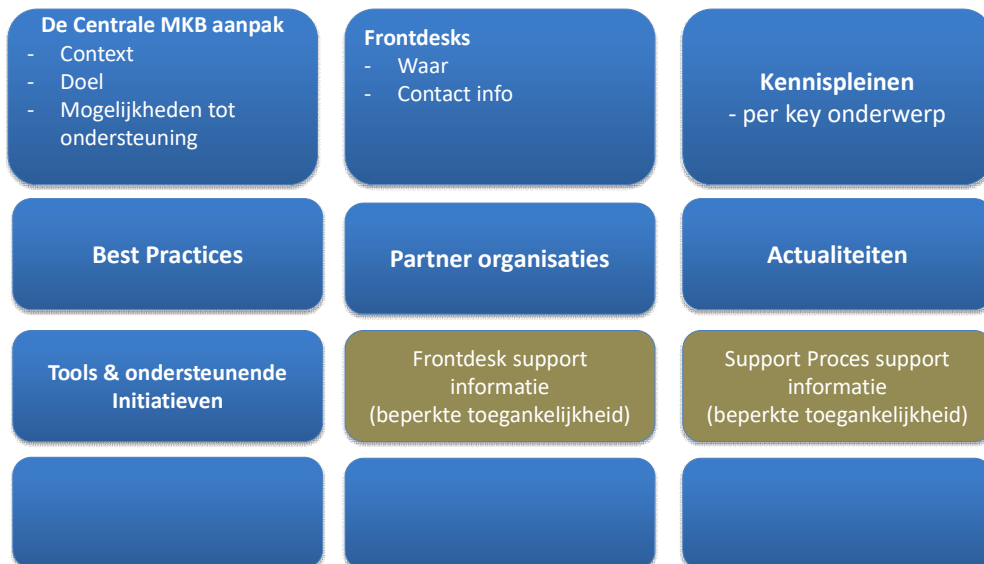 De Centrale MKB aanpak
- Context
- Doel
- Mogelijkheden tot
ondersteuning
Frontdesks
- Waar
- Contact info
Kennispleinen
- per key onderwerp
Best Practices
Partner organisaties
Actualiteiten
Tools & ondersteunende
Initiatieven
Frontdesk support
informatie
(beperkte toegankelijkheid)
Support Proces support
informatie
(beperkte toegankelijkheid)